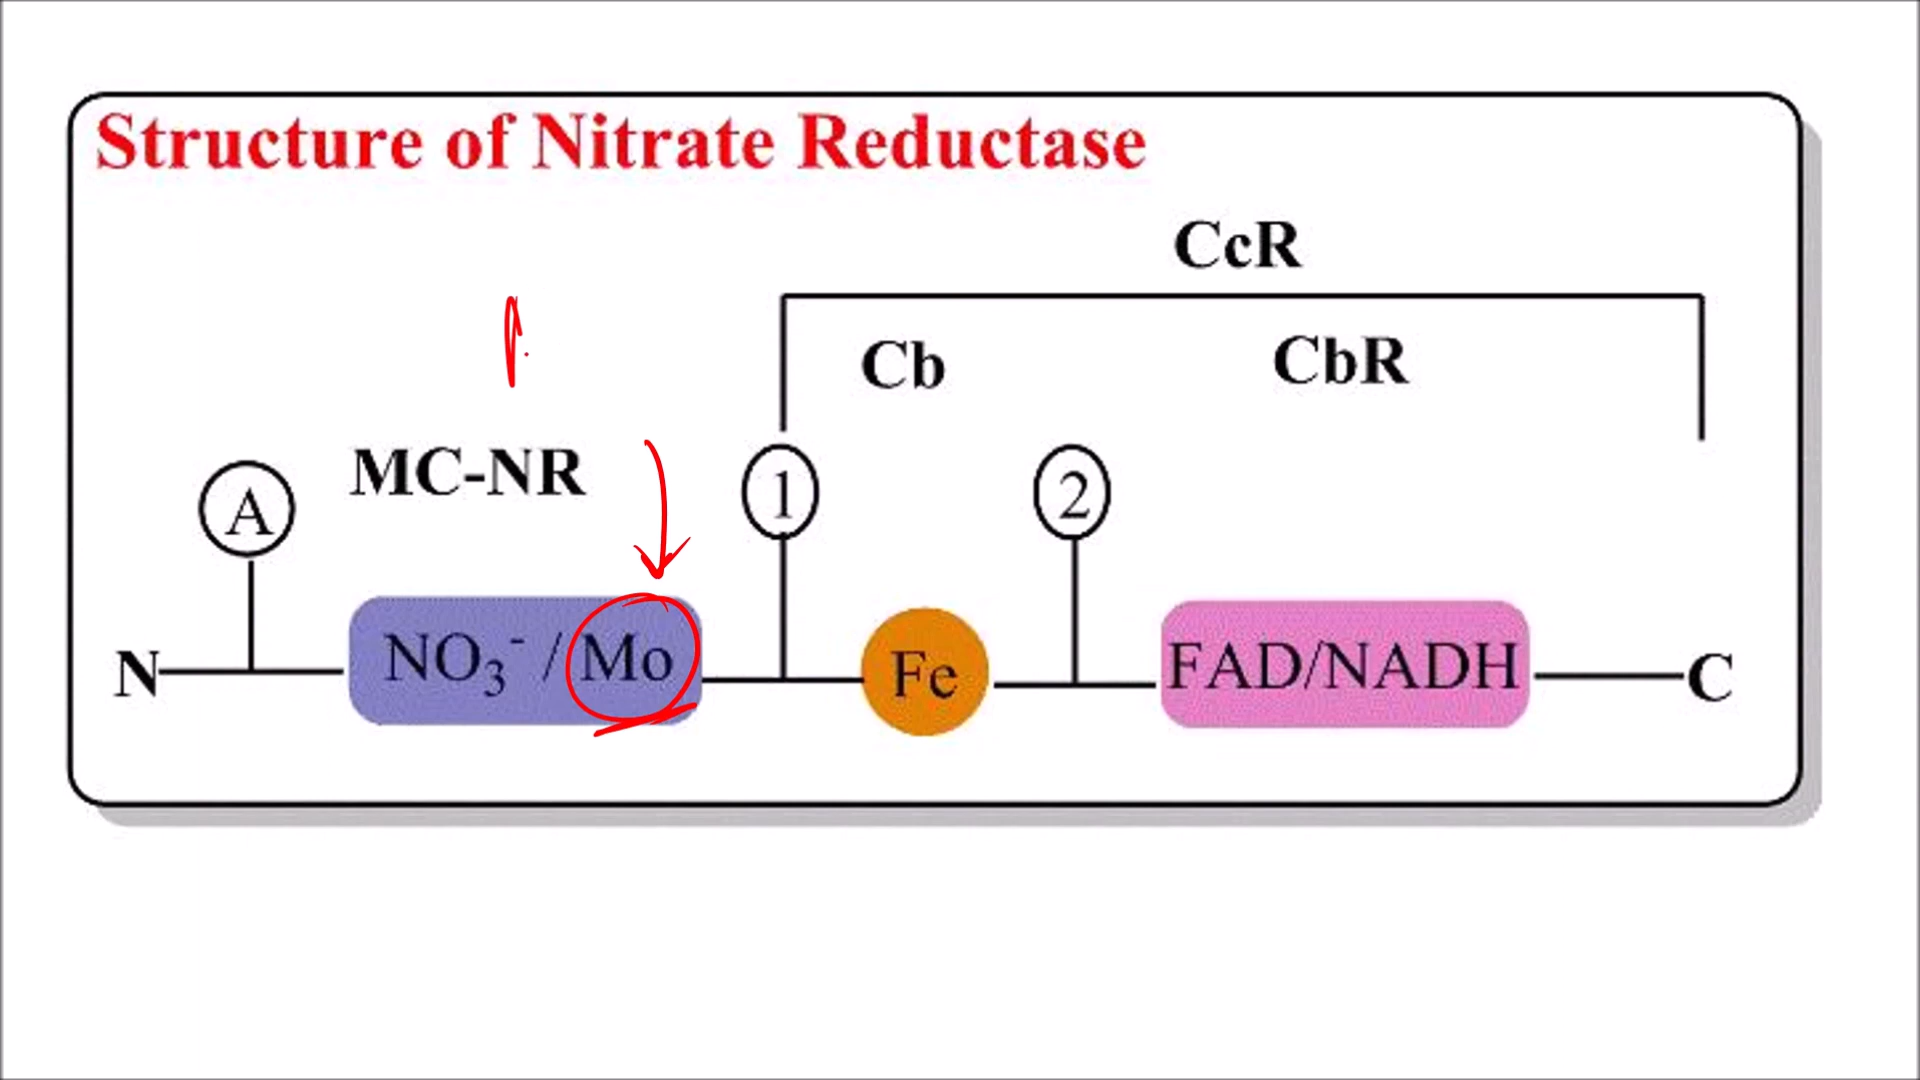 Structure of Nitrate Reductase
CcR
Cb CbR
MC-NR
A 1 2
N NO₃⁻ / Mo Fe FAD/NADH C